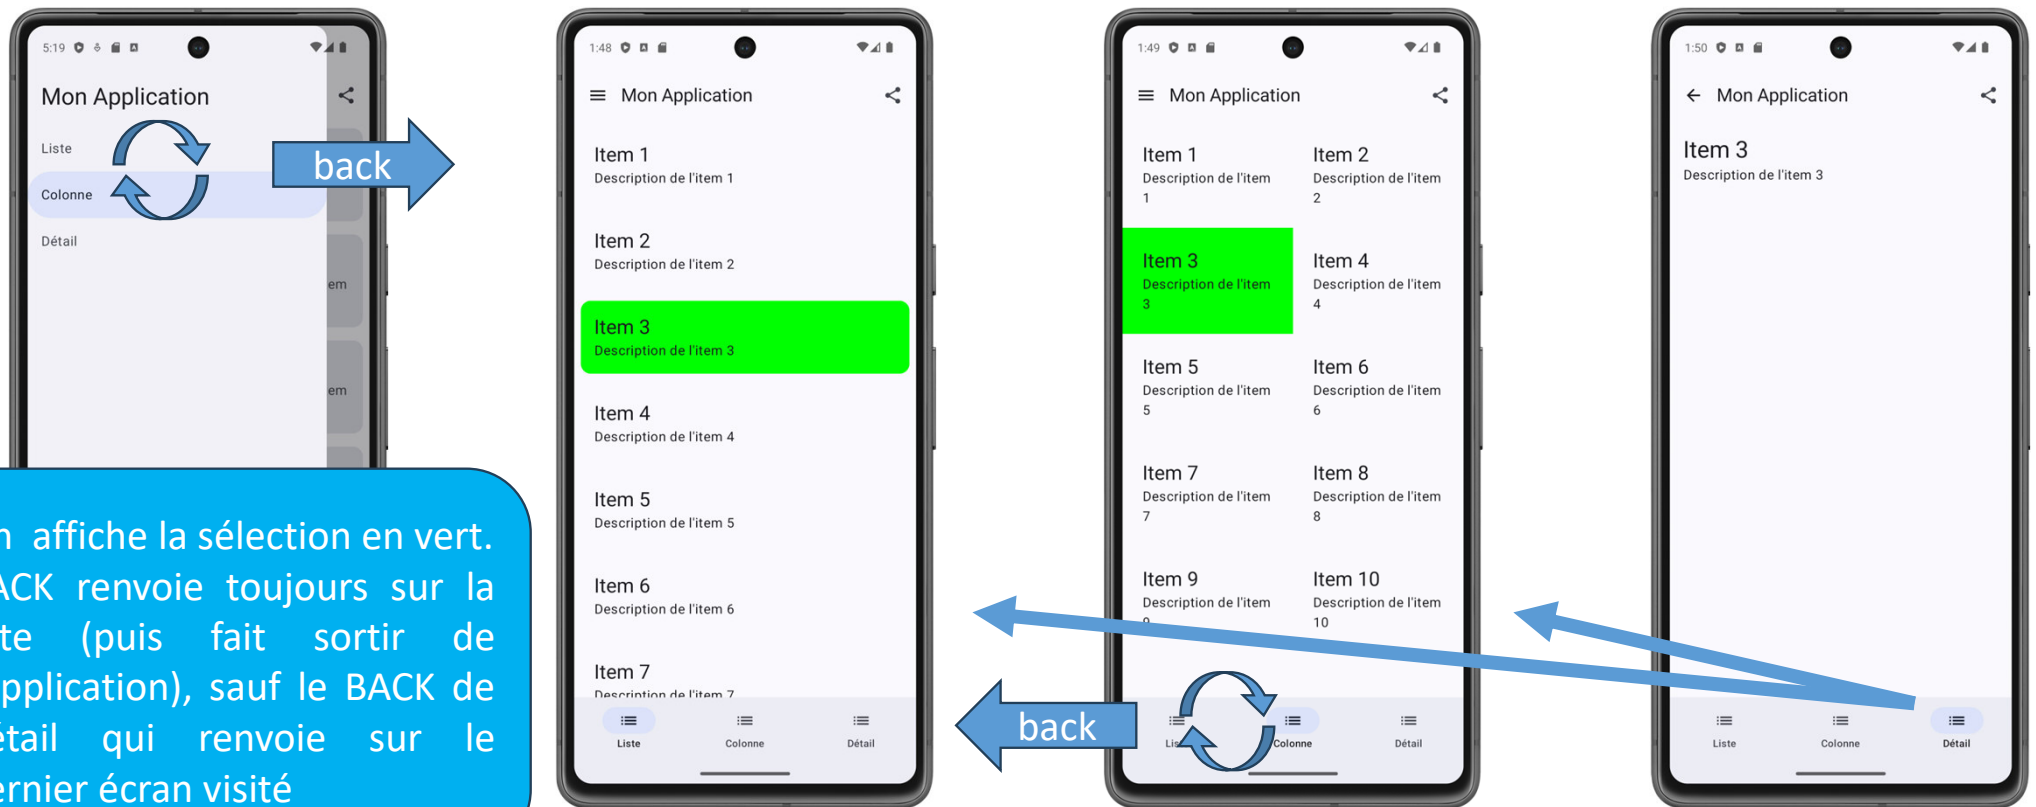 5:19
Mon Application
Liste
Colonne
Détail
em
em
back
affiche la sélection en vert.
renvoie toujours sur la
(puis fait sortir de
sauf le BACK de
qui renvoie sur le
écran visité
1:48
Mon Application
Item 1
Description de l'item 1
Item 2
Description de l'item 2
Item 3
Description de l'item 3
Item 4
Description de l'item 4
Item 5
Description de l'item 5
Item 6
Description de l'item 6
Item 7
Description de l'item 7
Liste Colonne Détail
back
1:49
Mon Application
Item 1
Description de l'item
1
Item 2
Description de l'item
2
Item 3
Description de l'item
3
Item 4
Description de l'item
4
Item 5
Description de l'item
5
Item 6
Description de l'item
6
Item 7
Description de l'item
7
Item 8
Description de l'item
8
Item 9
Description de l'item
9
Item 10
Description de l'item
10
Colonne Détail
1:50
Mon Application
Item 3
Description de l'item 3
Liste Colonne Détail